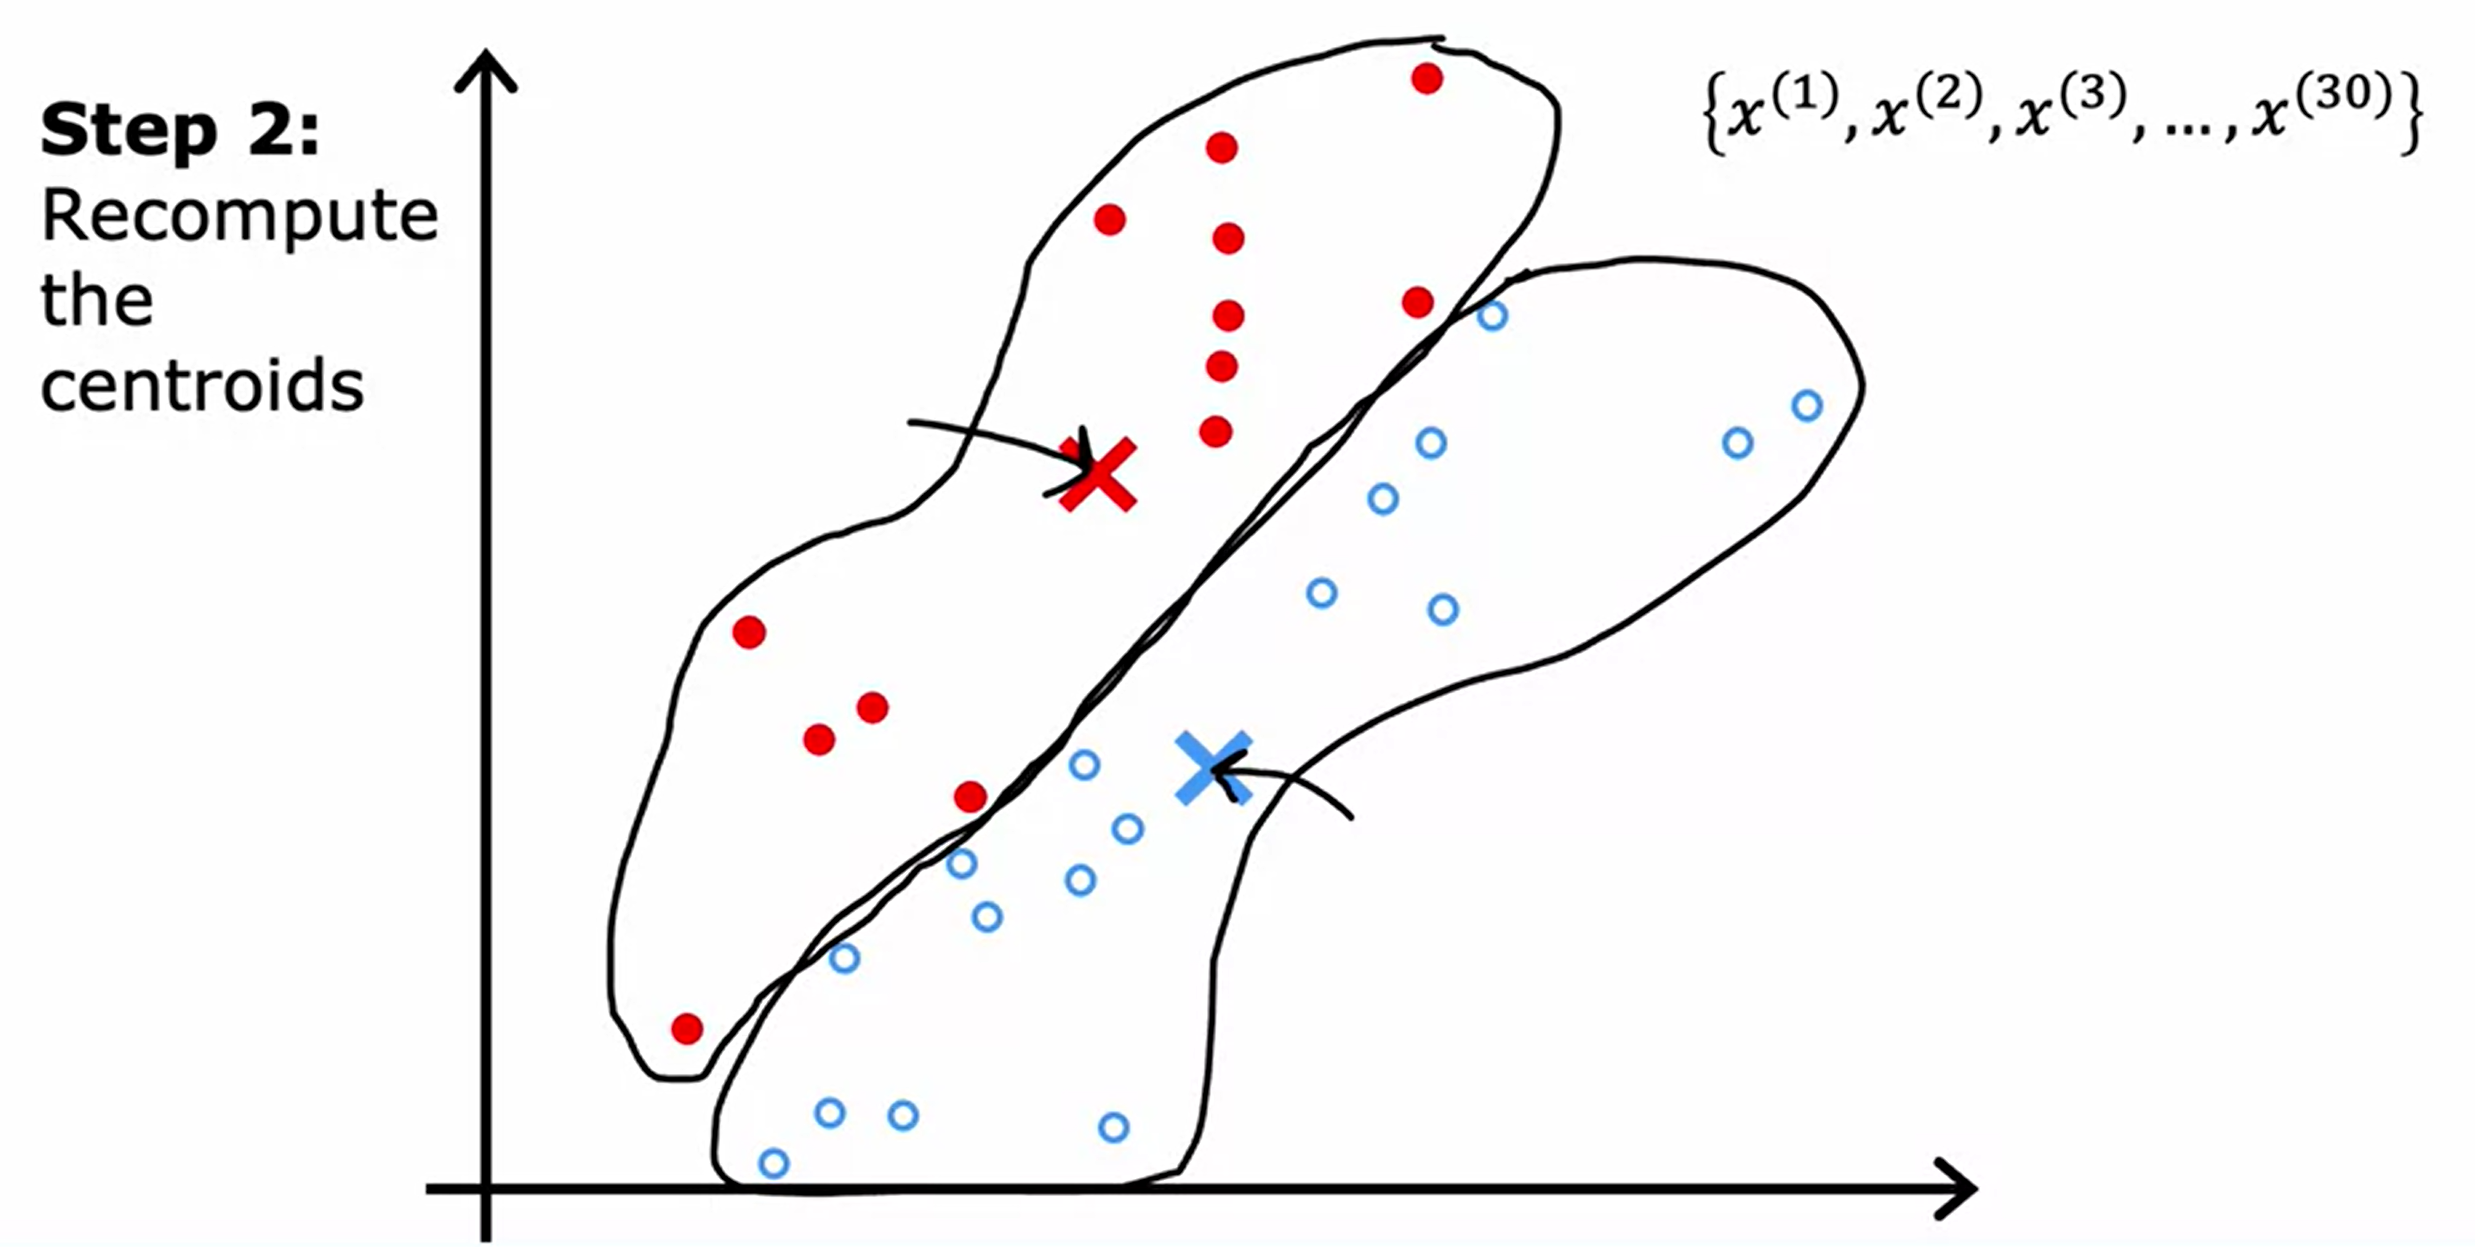 Step 2:
Recompute
the
centroids
{x^(1), x^(2), x^(3), ..., x^(30)}